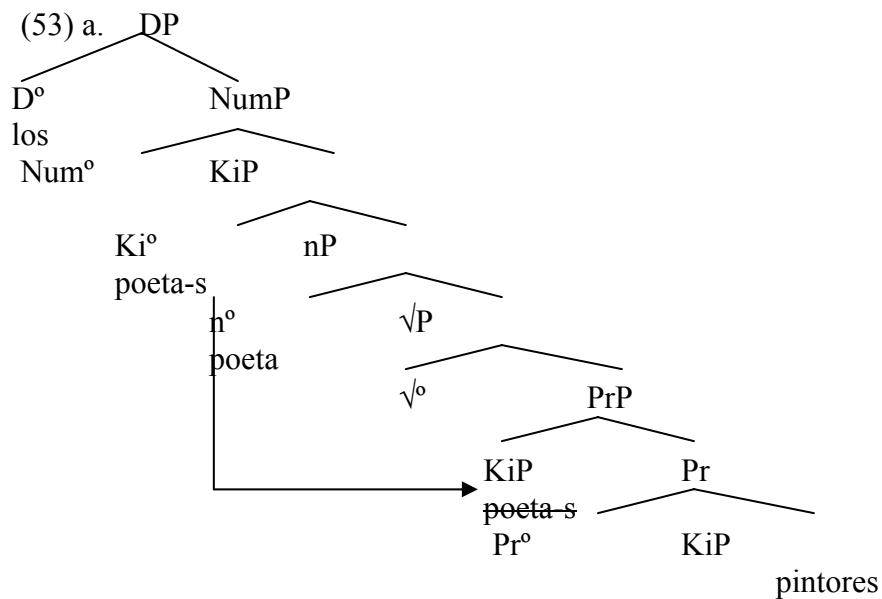 (53) a. DP
Dº NumP
los
Numº KiP
Kiº nP
poeta-s
nº √P
poeta
√º PrP
KiP Pr
poeta-s
Prº KiP
pintores